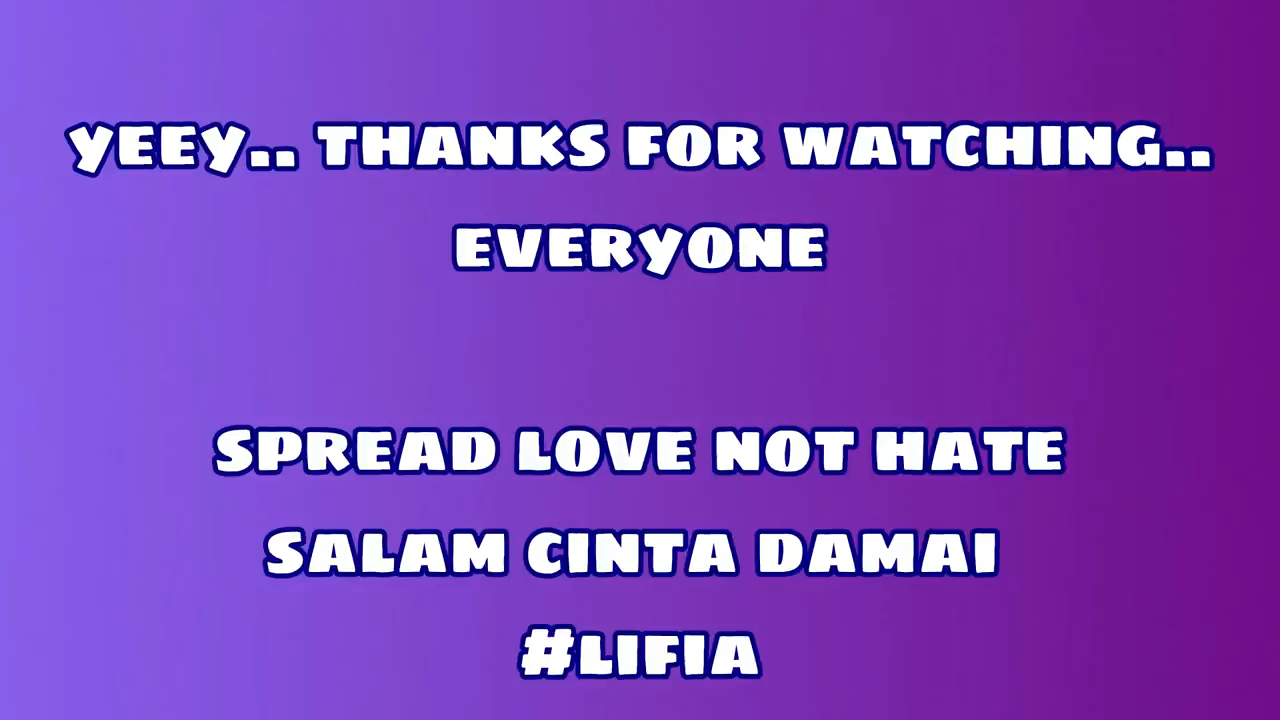 YEEY.. THANKS FOR WATCHING..
EVERYONE
SPREAD LOVE NOT HATE
SALAM CINTA DAMAI
#LIFIA